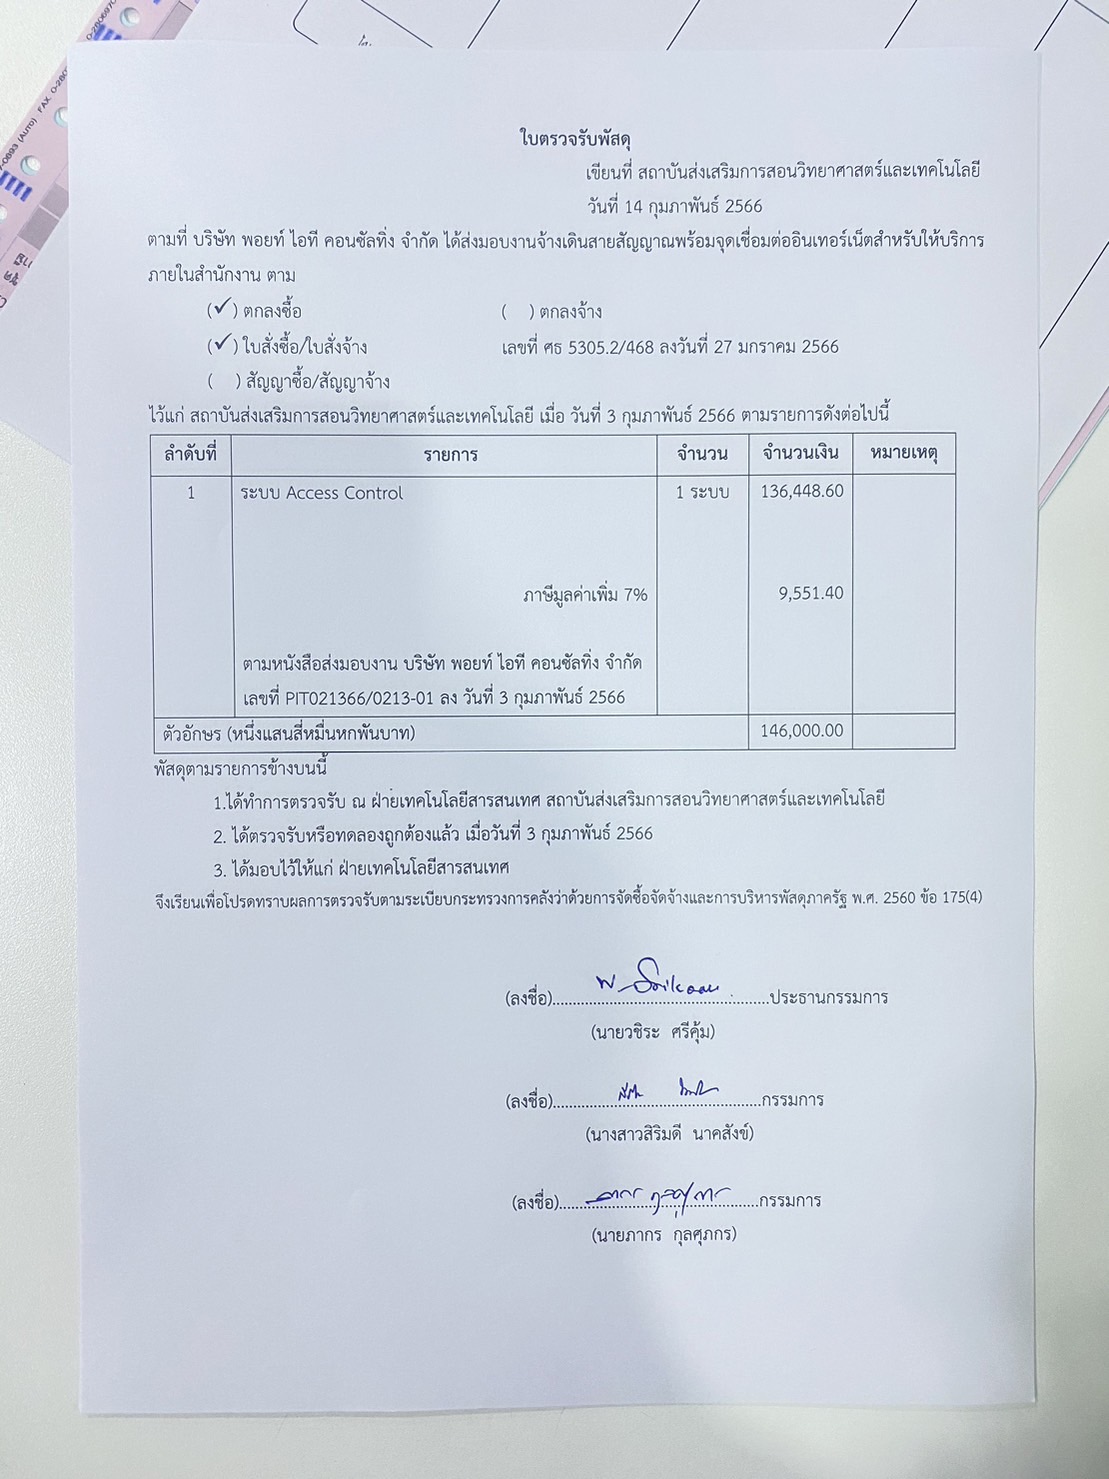 ใบตรวจรับพัสดุ
เขียนที่ สถาบันส่งเสริมการสอนวิทยาศาสตร์และเทคโนโลยี
วันที่ 14 กุมภาพันธ์ 2566
ตามที่ บริษัท พอยท์ ไอที คอนซัลทิ่ง จำกัด ได้ส่งมอบงานจ้างเดินสายสัญญาณพร้อมจุดเชื่อมต่ออินเทอร์เน็ตสำหรับให้บริการ
ภายในสำนักงาน ตาม
(✓) ตกลงซื้อ ( ) ตกลงจ้าง
(✓) ใบสั่งซื้อ/ใบสั่งจ้าง เลขที่ ศธ 5305.2/468 ลงวันที่ 27 มกราคม 2566
( ) สัญญาซื้อ/สัญญาจ้าง
ไว้แก่ สถาบันส่งเสริมการสอนวิทยาศาสตร์และเทคโนโลยี เมื่อ วันที่ 3 กุมภาพันธ์ 2566 ตามรายการดังต่อไปนี้
ลำดับที่ รายการ จำนวน จำนวนเงิน หมายเหตุ
1 ระบบ Access Control 1 ระบบ 136,448.60
ภาษีมูลค่าเพิ่ม 7% 9,551.40
ตามหนังสือส่งมอบงาน บริษัท พอยท์ ไอที คอนซัลทิ่ง จำกัด
เลขที่ PIT021366/0213-01 ลง วันที่ 3 กุมภาพันธ์ 2566
ตัวอักษร (หนึ่งแสนสี่หมื่นหกพันบาท) 146,000.00
พัสดุตามรายการข้างบนนี้
1.ได้ทำการตรวจรับ ณ ฝ่ายเทคโนโลยีสารสนเทศ สถาบันส่งเสริมการสอนวิทยาศาสตร์และเทคโนโลยี
2. ได้ตรวจรับหรือทดลองถูกต้องแล้ว เมื่อวันที่ 3 กุมภาพันธ์ 2566
3. ได้มอบไว้ให้แก่ ฝ่ายเทคโนโลยีสารสนเทศ
จึงเรียนเพื่อโปรดทราบผลการตรวจรับตามระเบียบกระทรวงการคลังว่าด้วยการจัดซื้อจัดจ้างและการบริหารพัสดุภาครัฐ พ.ศ. 2560 ข้อ 175(4)
(ลงชื่อ)..........ประธานกรรมการ
(นายวชิระ ศรีคุ้ม)
(ลงชื่อ)..........กรรมการ
(นางสาวสิริมดี นาคสังข์)
(ลงชื่อ)..........กรรมการ
(นายภากร กุลศุภกร)